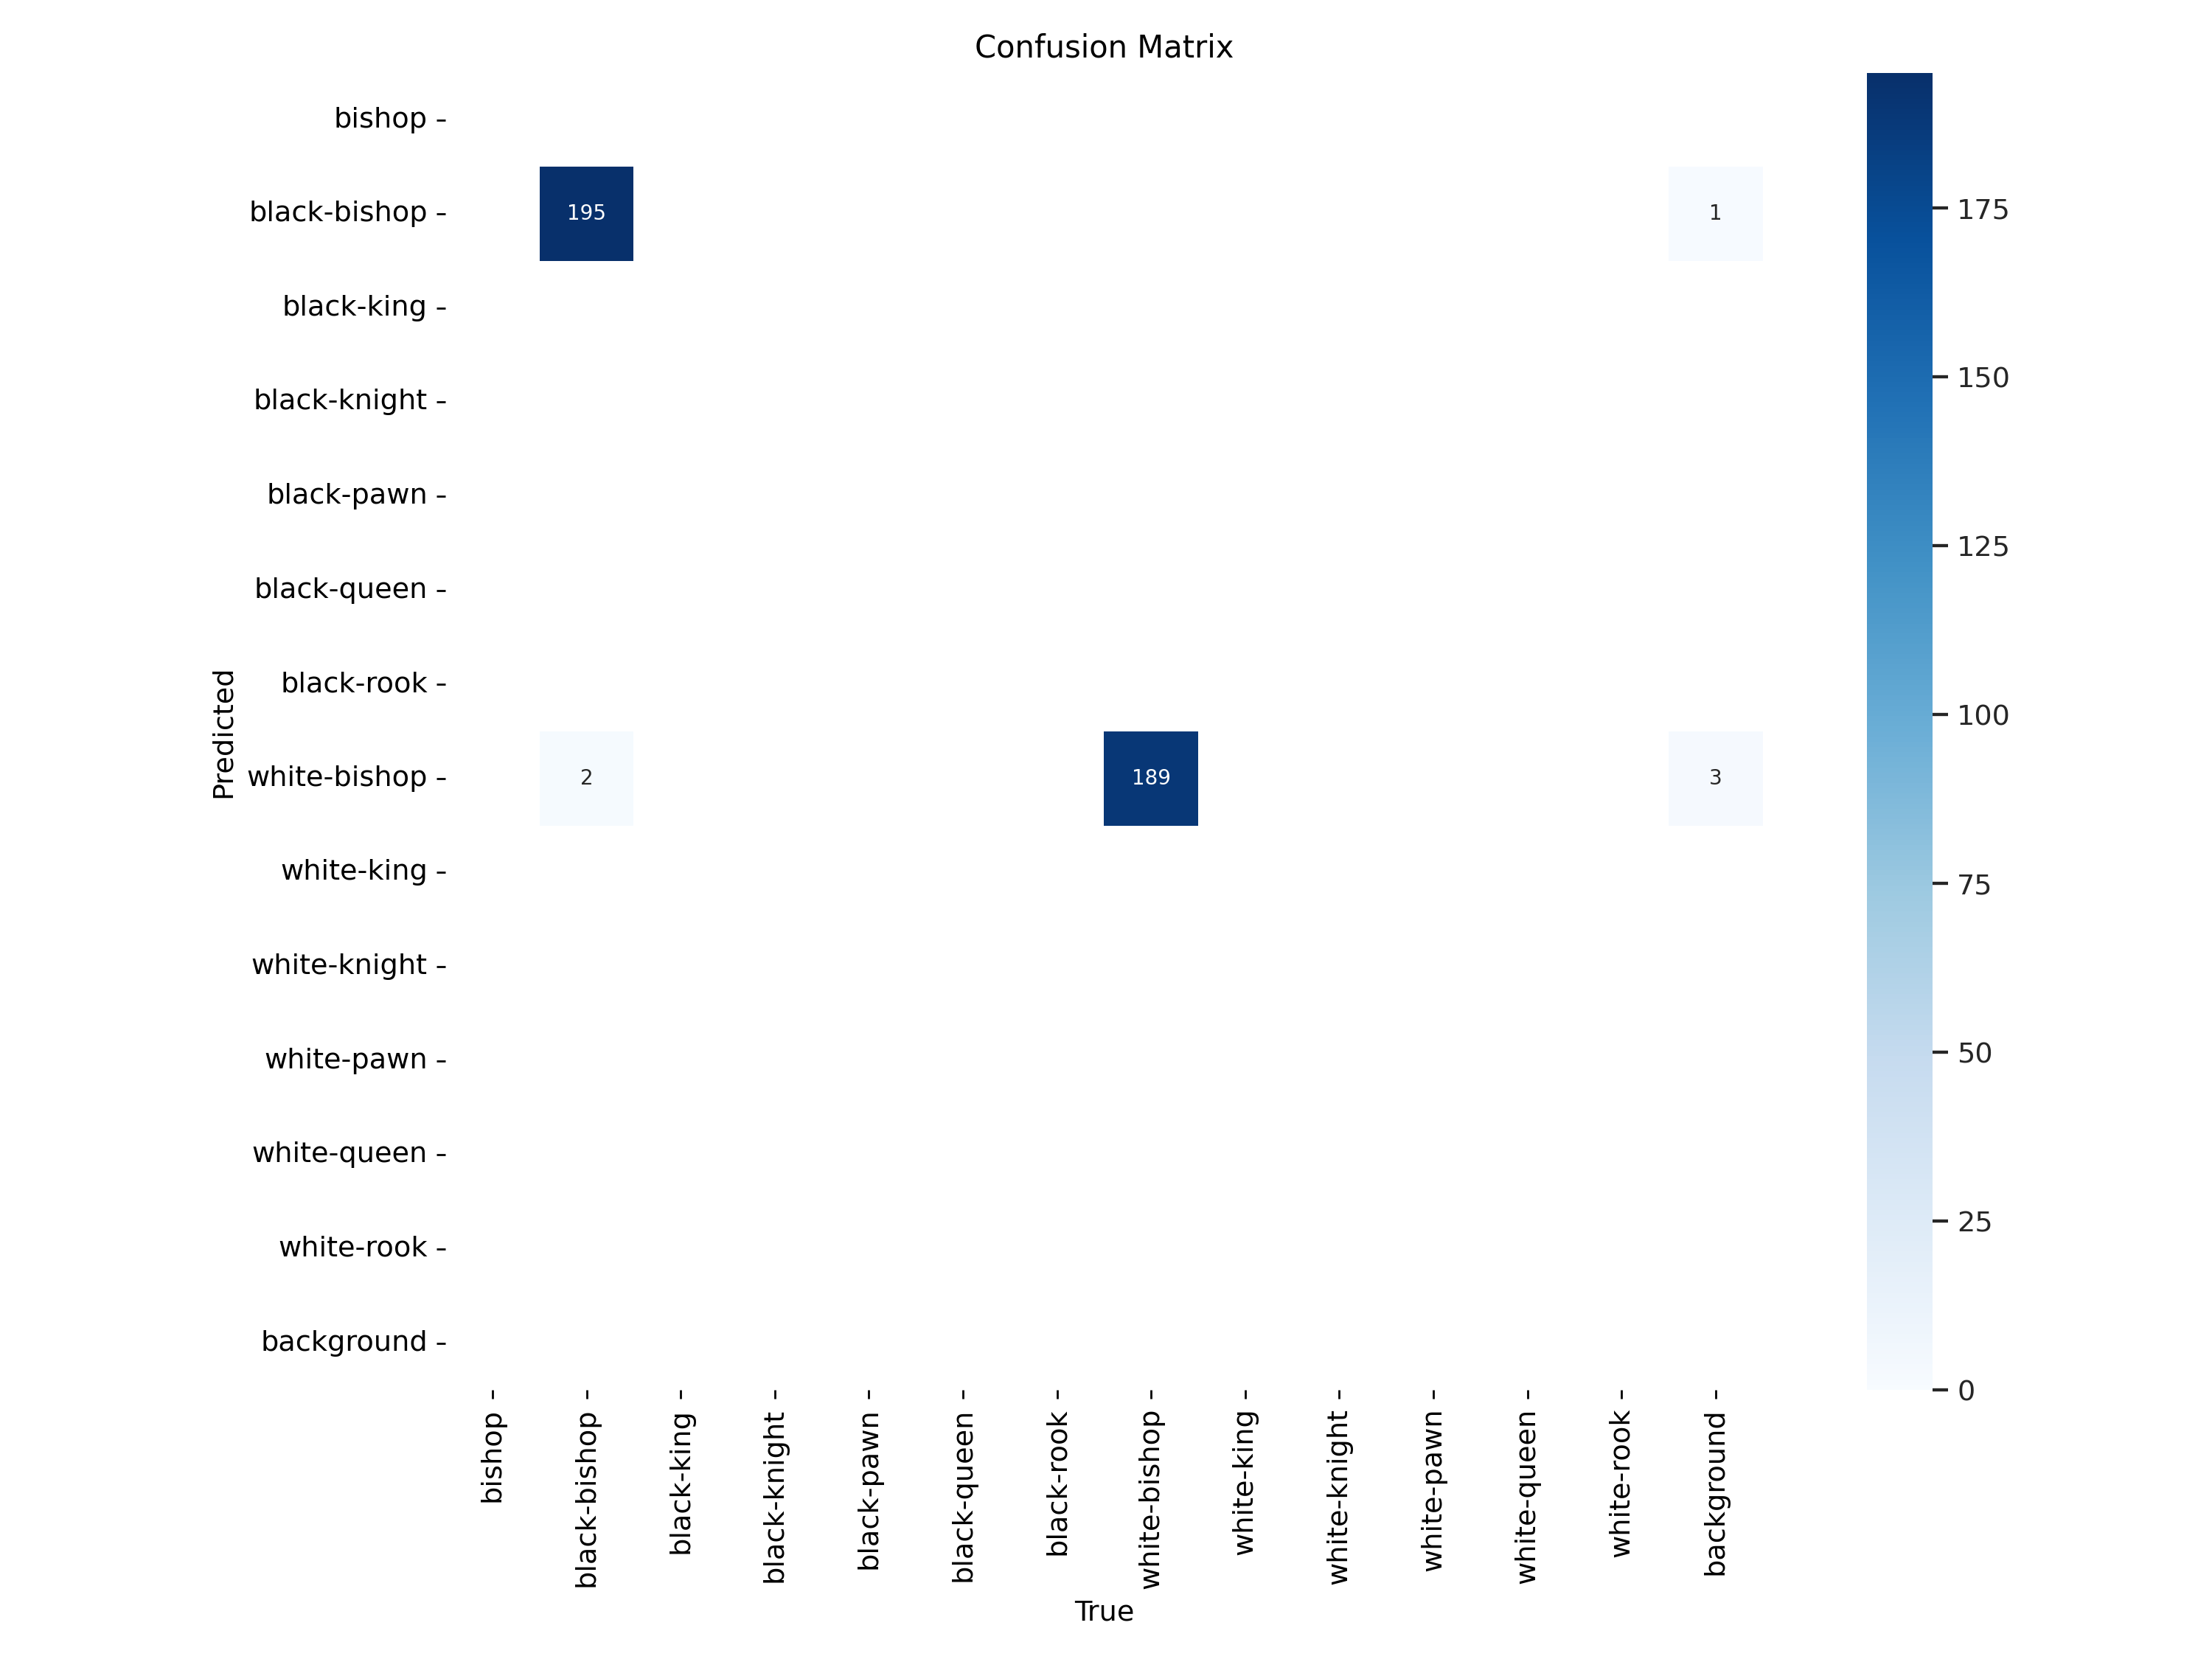 Confusion Matrix
bishop
black-bishop
195
1
175
black-king
150
black-knight
black-pawn
125
black-queen
black-rook
100
Predicted
white-bishop
2
189
3
white-king
75
white-knight
white-pawn
50
white-queen
white-rook
25
background
0
bishop
black-bishop
black-king
black-knight
black-pawn
black-queen
black-rook
white-bishop
white-king
white-knight
white-pawn
white-queen
white-rook
background
True